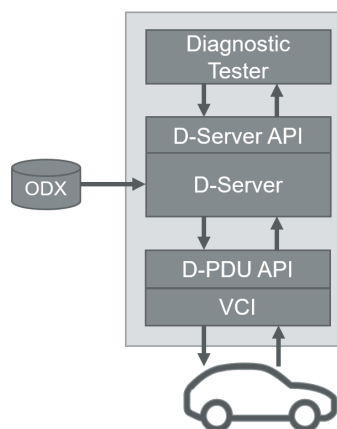 Diagnostic
Tester
D-Server API
ODX
D-Server
D-PDU API
VCI